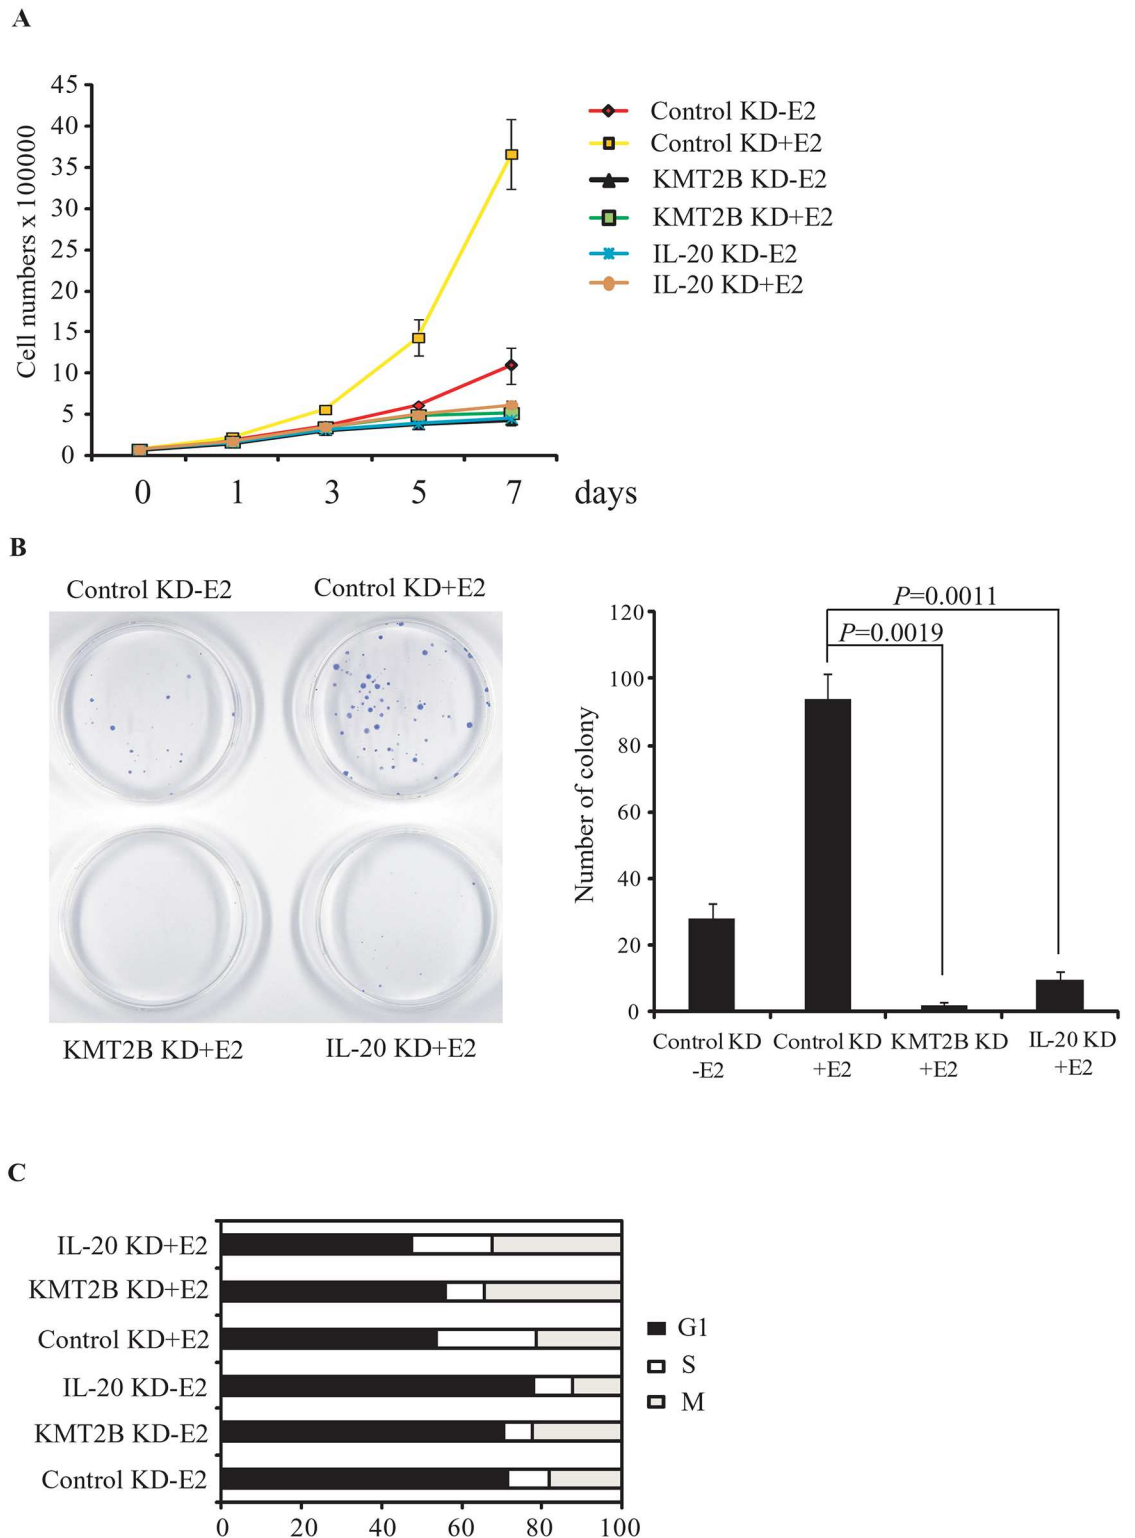 A
45
40
35
30
25
20
15
10
5
0
Cell numbers x 100000
0 1 3 5 7 days
Control KD-E2
Control KD+E2
KMT2B KD-E2
KMT2B KD+E2
IL-20 KD-E2
IL-20 KD+E2
B
Control KD-E2 Control KD+E2
KMT2B KD+E2 IL-20 KD+E2
120
100
80
60
40
20
0
Number of colony
P=0.0011
P=0.0019
Control KD Control KD KMT2B KD IL-20 KD
-E2 +E2 +E2 +E2
C
IL-20 KD+E2
KMT2B KD+E2
Control KD+E2
IL-20 KD-E2
KMT2B KD-E2
Control KD-E2
0 20 40 60 80 100
G1
S
M